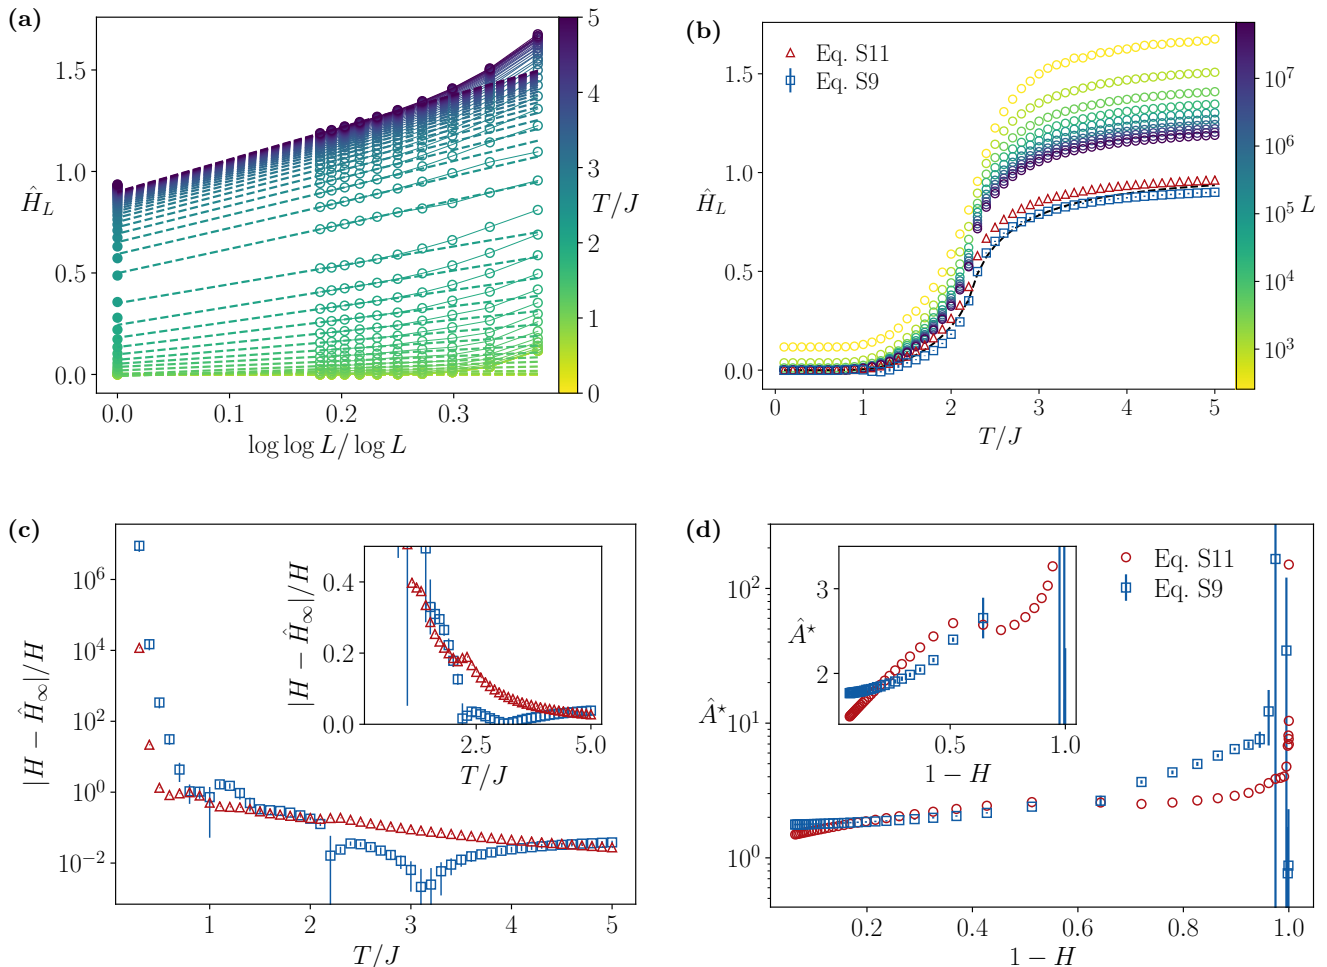 (a)
1.5
1.0
0.5
0.0
Ĥ_L
0.0 0.1 0.2 0.3
log log L/ log L
5
4
3
2
1
0
T/J
(b)
Eq. S11
Eq. S9
1.5
1.0
0.5
0.0
Ĥ_L
0 1 2 3 4 5
T/J
10^7
10^6
10^5
10^4
10^3
L
(c)
10^6
10^4
10^2
10^0
10^−2
|H − Ĥ_∞|/H
1 2 3 4 5
T/J
0.4
0.2
0.0
|H − Ĥ_∞|/H
2.5 5.0
T/J
(d)
Eq. S11
Eq. S9
10^2
10^1
10^0
Â^⋆
0.2 0.4 0.6 0.8 1.0
1 − H
3
2
Â^⋆
0.5 1.0
1 − H